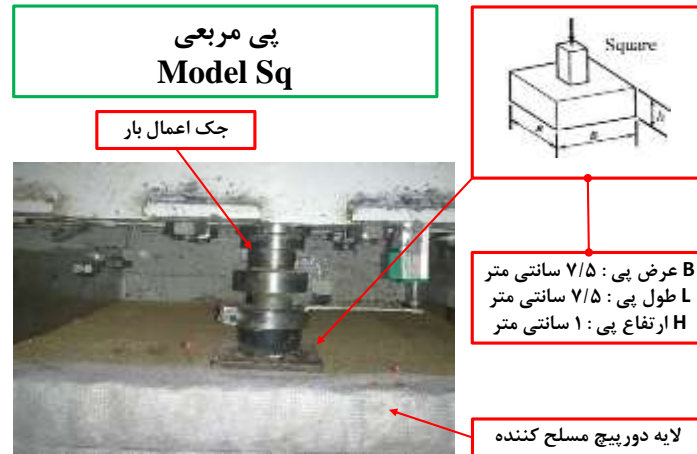 پی مربعی
Model Sq
جک اعمال بار
Square
B
B
h
B عرض پی : ۷/۵ سانتی متر
L طول پی : ۷/۵ سانتی متر
H ارتفاع پی : ۱ سانتی متر
لایه دورپیچ مسلح کننده